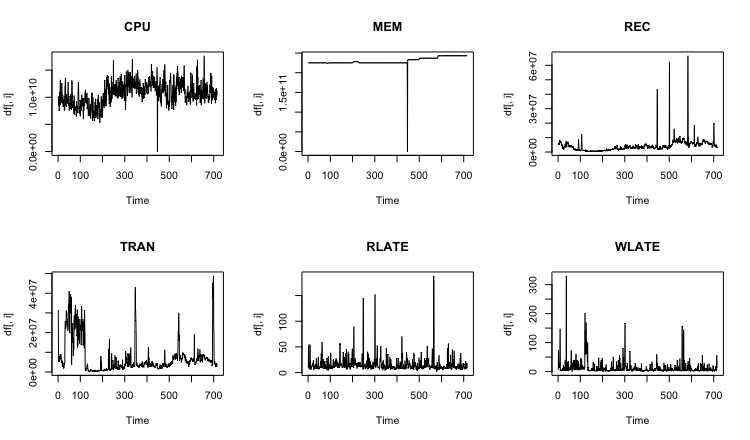 CPU
df[, i]
0.0e+00 1.0e+10
0 100 300 500 700
Time
MEM
df[, i]
0.0e+00 1.5e+11
0 100 300 500 700
Time
REC
df[, i]
0e+00 3e+07 6e+07
0 100 300 500 700
Time
TRAN
df[, i]
0e+00 2e+07 4e+07
0 100 300 500 700
Time
RLATE
df[, i]
0 50 100
0 100 300 500 700
Time
WLATE
df[, i]
0 100 200 300
0 100 300 500 700
Time